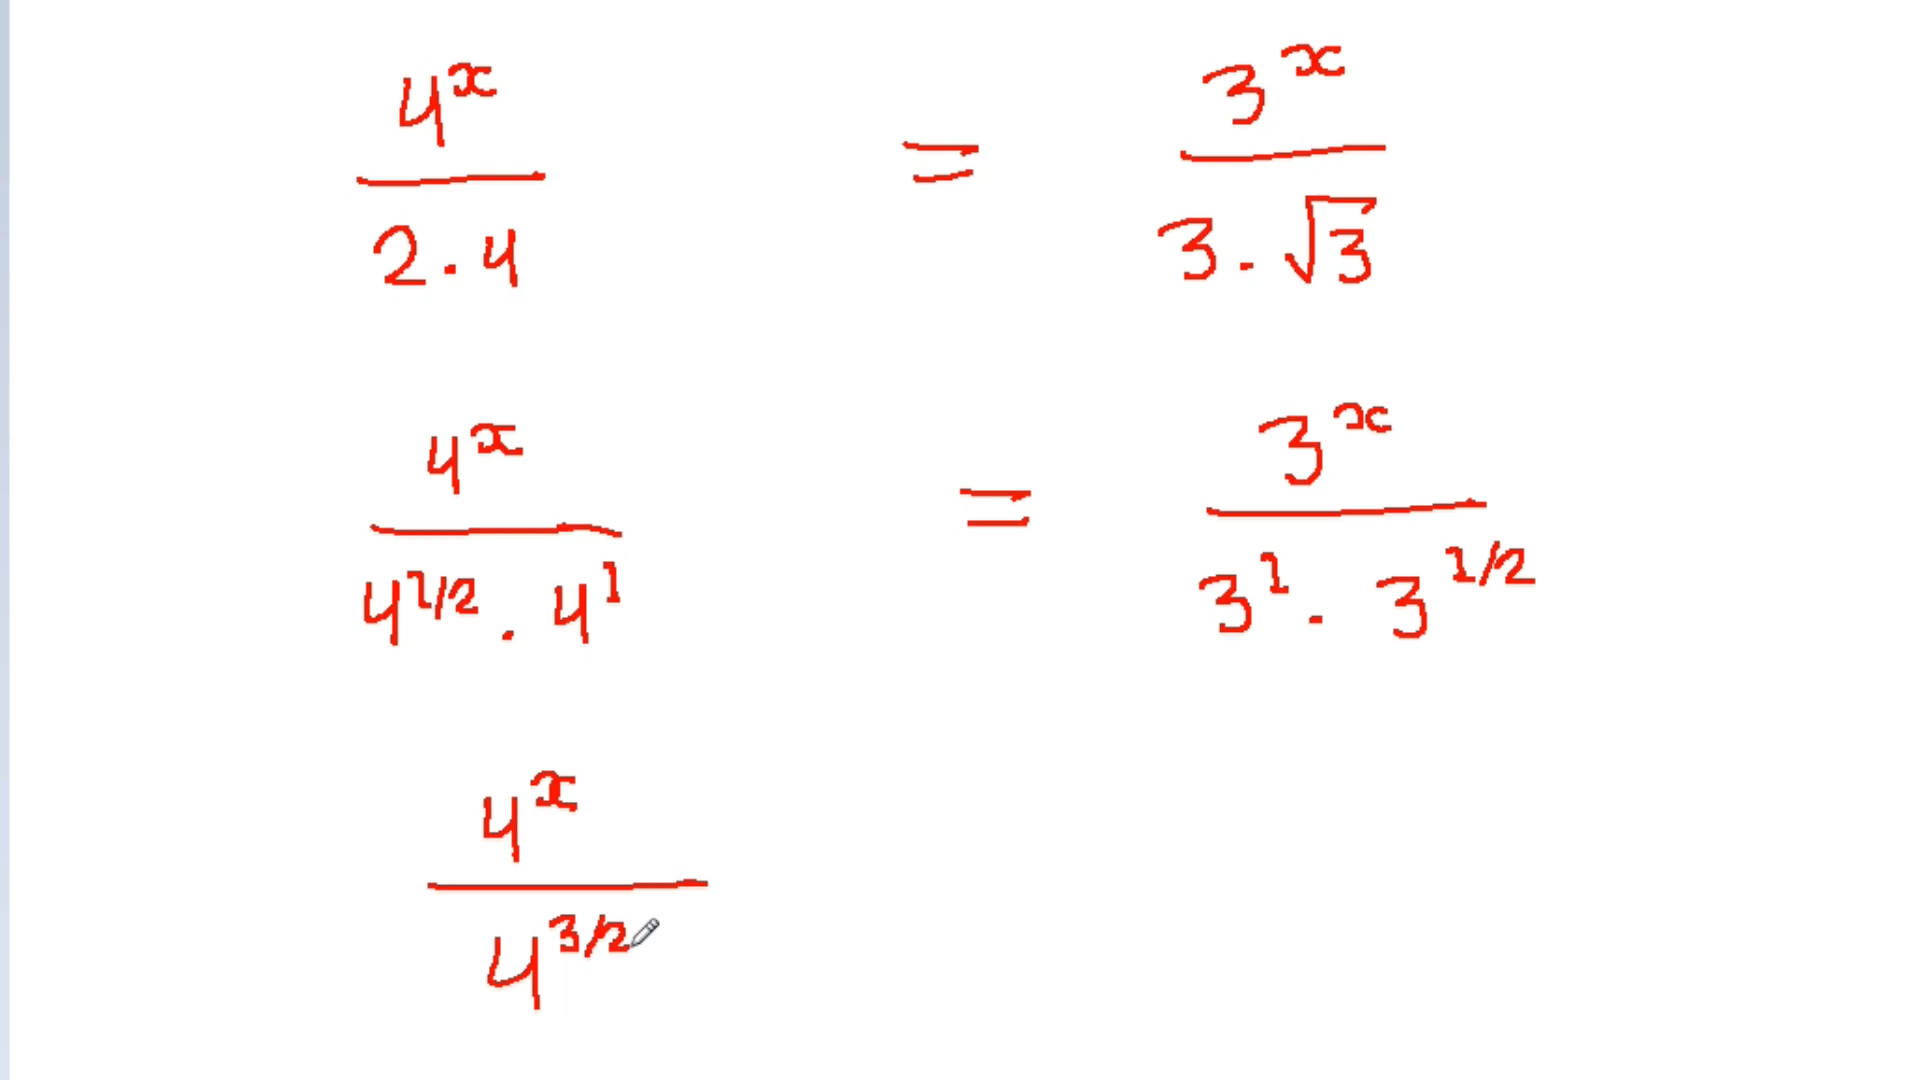 4^x / 2 · 4 = 3^x / 3 · √3
4^x / 4^1/2 · 4^1 = 3^x / 3^1 · 3^1/2
4^x / 4^3/2